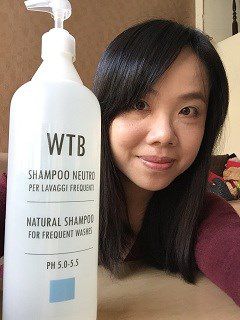 WTB
SHAMPOO NEUTRO
PER LAVAGGI FREQUENTI
NATURAL SHAMPOO
FOR FREQUENT WASHES
PH 5.0-5.5